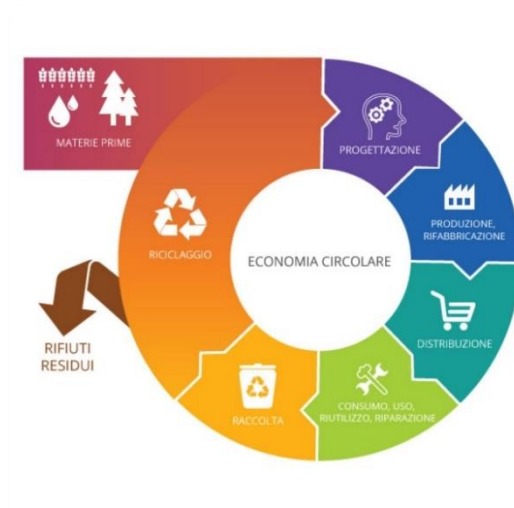 MATERIE PRIME
PROGETTAZIONE
PRODUZIONE,
RIFABBRICAZIONE
DISTRIBUZIONE
CONSUMO, USO,
RIUTILIZZO, RIPARAZIONE
RACCOLTA
RICICLAGGIO
RIFIUTI
RESIDUI
ECONOMIA CIRCOLARE